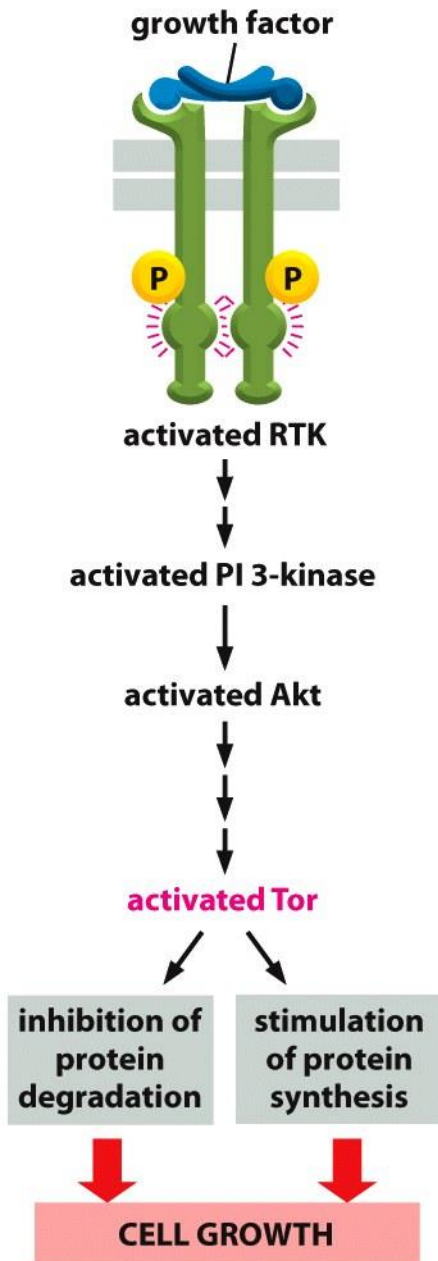 growth factor
P P
activated RTK
activated PI 3-kinase
activated Akt
activated Tor
inhibition of
protein
degradation
stimulation
of protein
synthesis
CELL GROWTH